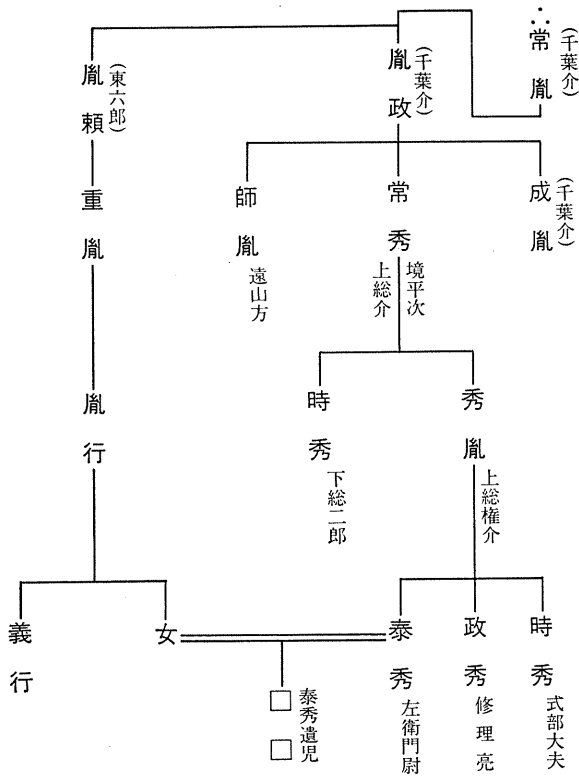 ∴常胤
(千葉介)
胤政
(千葉介)
胤頼
(東六郎)
成胤
(千葉介)
常秀
境平次
上総介
師胤
遠山方
重胤
秀胤
上総権介
時秀
下総二郎
胤行
時秀
式部大夫
政秀
修理亮
泰秀
左衛門尉
女
義行
□□
泰秀遺児